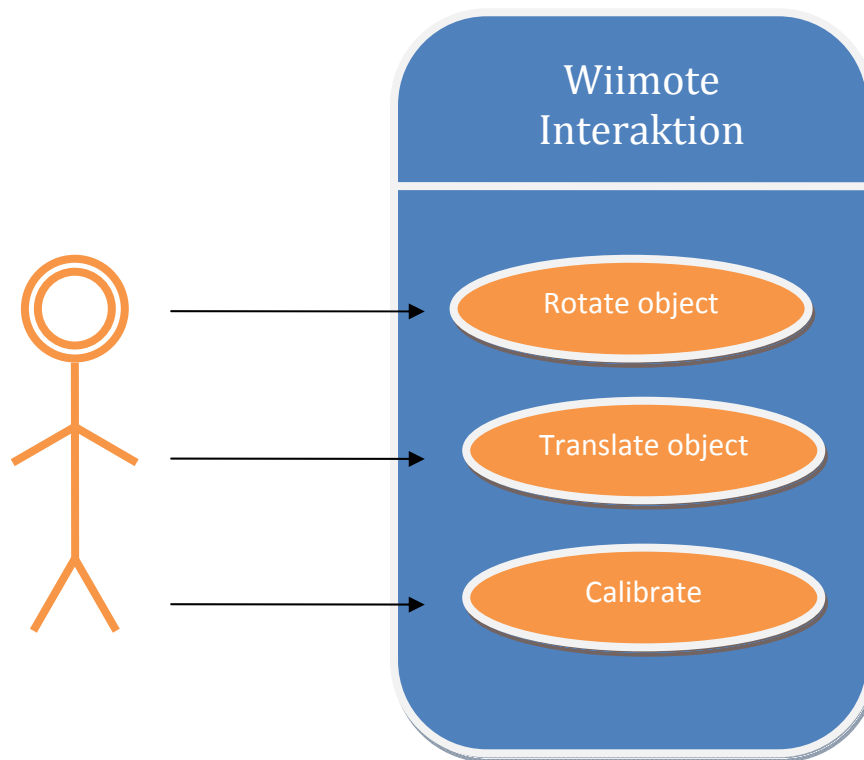 Wiimote
Interaktion
Rotate object
Translate object
Calibrate